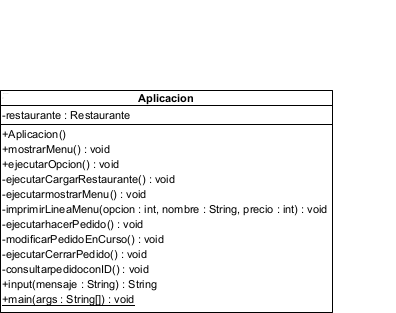 Aplicacion
-restaurante : Restaurante
+Aplicacion()
+mostrarMenu() : void
+ejecutarOpcion() : void
-ejecutarCargarRestaurante() : void
-ejecutarmostrarMenu() : void
-imprimirLineaMenu(opcion : int, nombre : String, precio : int) : void
-ejecutarhacerPedido() : void
-modificarPedidoEnCurso() : void
-ejecutarCerrarPedido() : void
-consultarpedidoconID() : void
+input(mensaje : String) : String
+main(args : String[]) : void